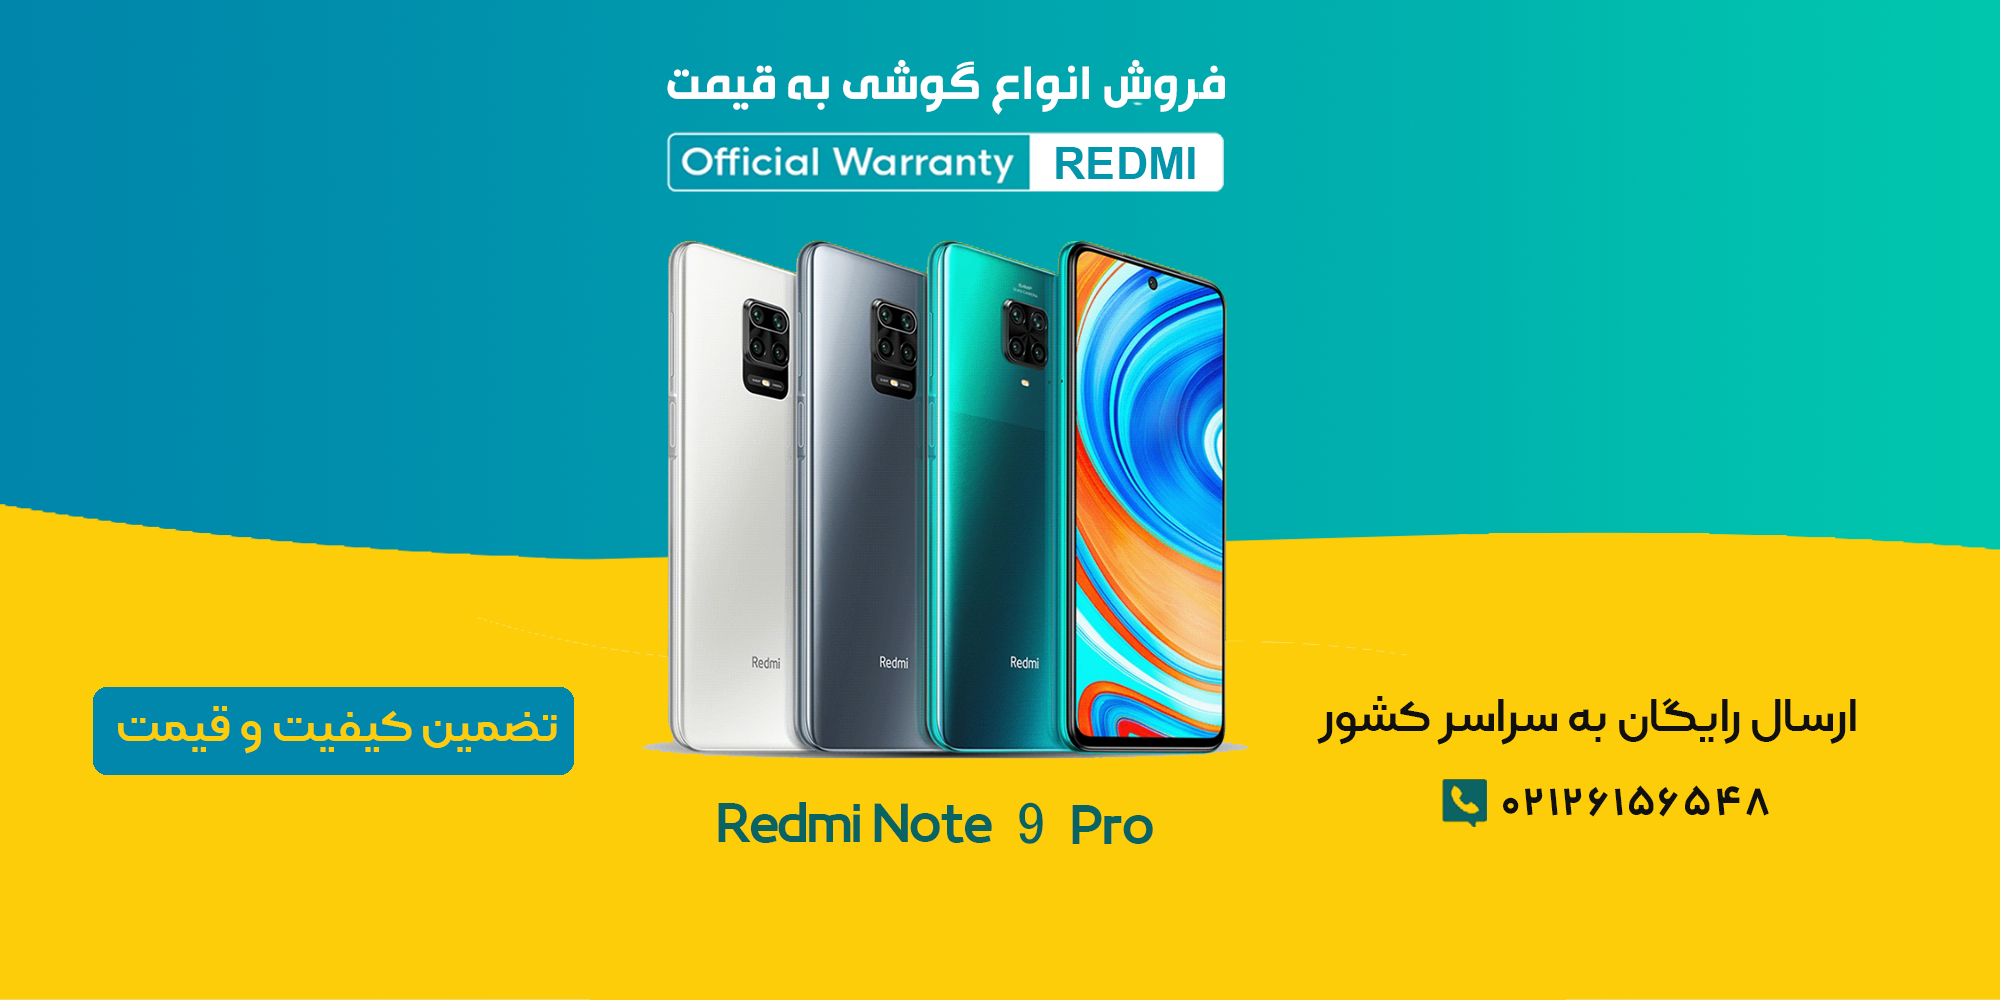 فروش انواع گوشی به قیمت
Official Warranty REDMI
Redmi
Redmi
Redmi
تضمین کیفیت و قیمت
ارسال رایگان به سراسر کشور
۰۲۱۲۶۱۵۶۵۴۸
Redmi Note 9 Pro